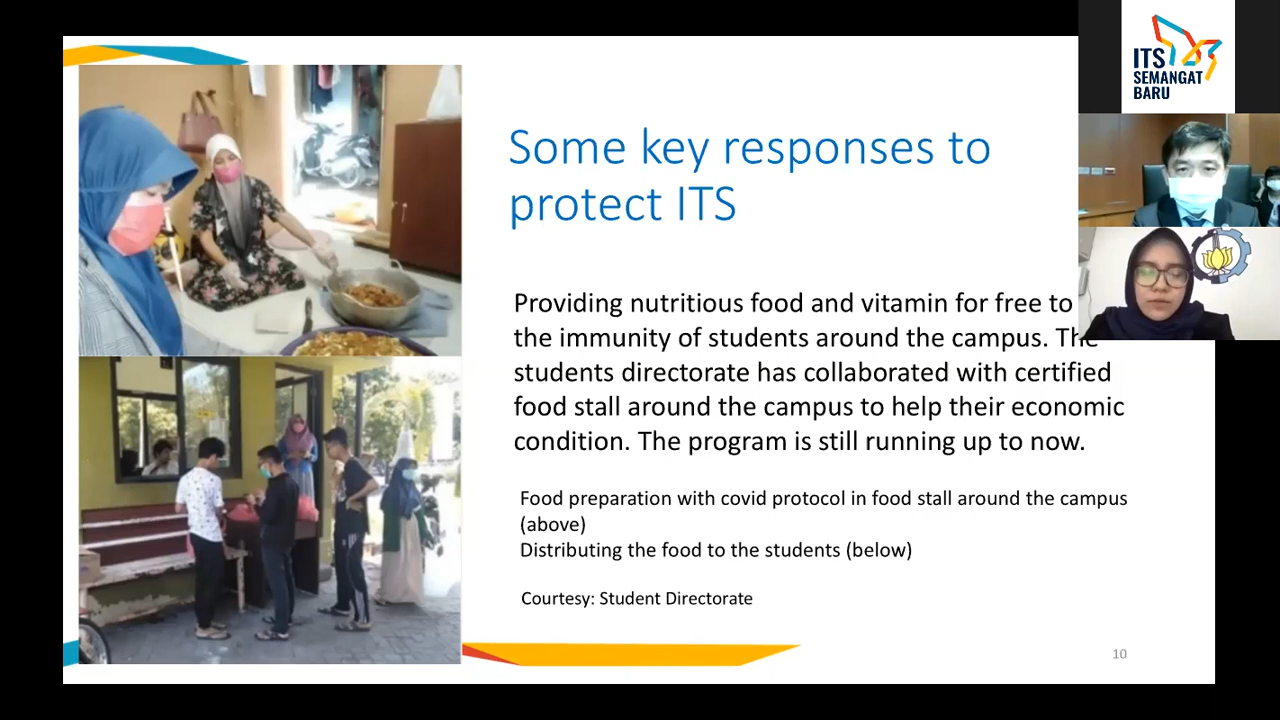 Some key responses to
protect ITS
Providing nutritious food and vitamin for free to
the immunity of students around the campus. The
students directorate has collaborated with certified
food stall around the campus to help their economic
condition. The program is still running up to now.
Food preparation with covid protocol in food stall around the campus
(above)
Distributing the food to the students (below)
Courtesy: Student Directorate
10
ITS
SEMANGAT
BARU